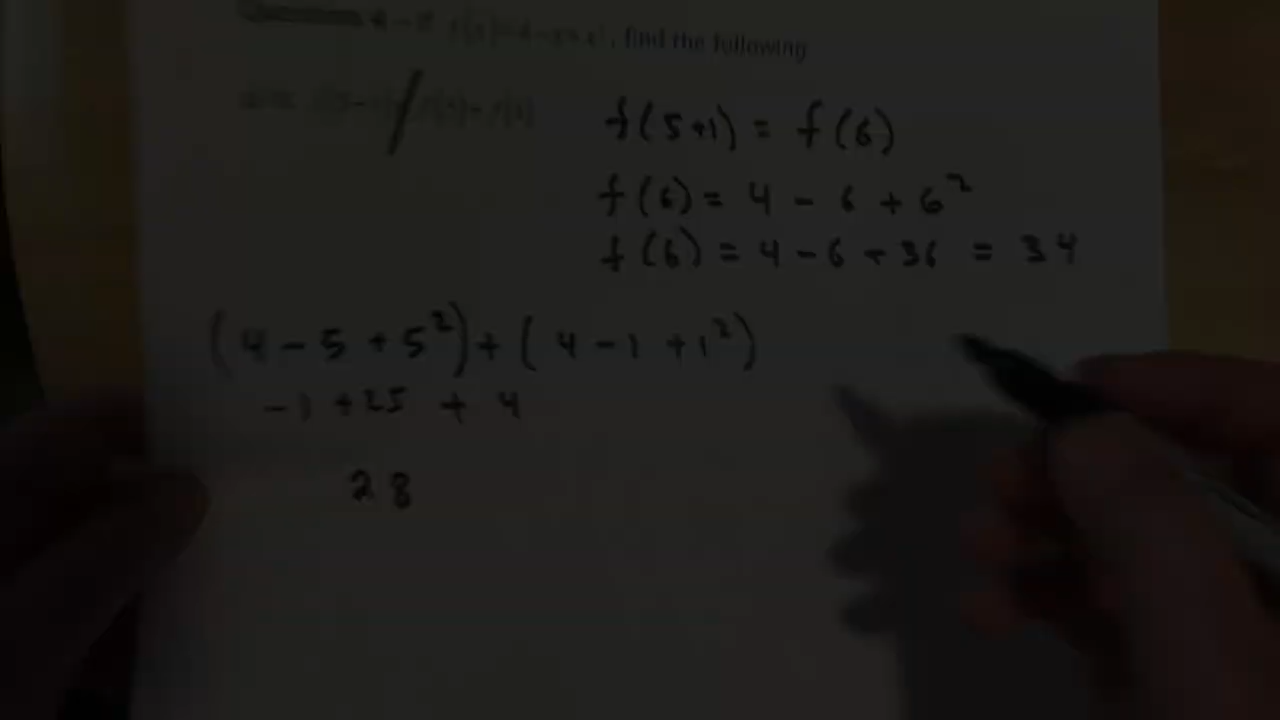 , find the following
f(5+1) = f(6)
f(6) = 4 - 6 + 6²
f(6) = 4 - 6 + 36 = 34
(4 - 5 + 5²) + (4 - 1 + 1²)
-1 + 25 + 4
28